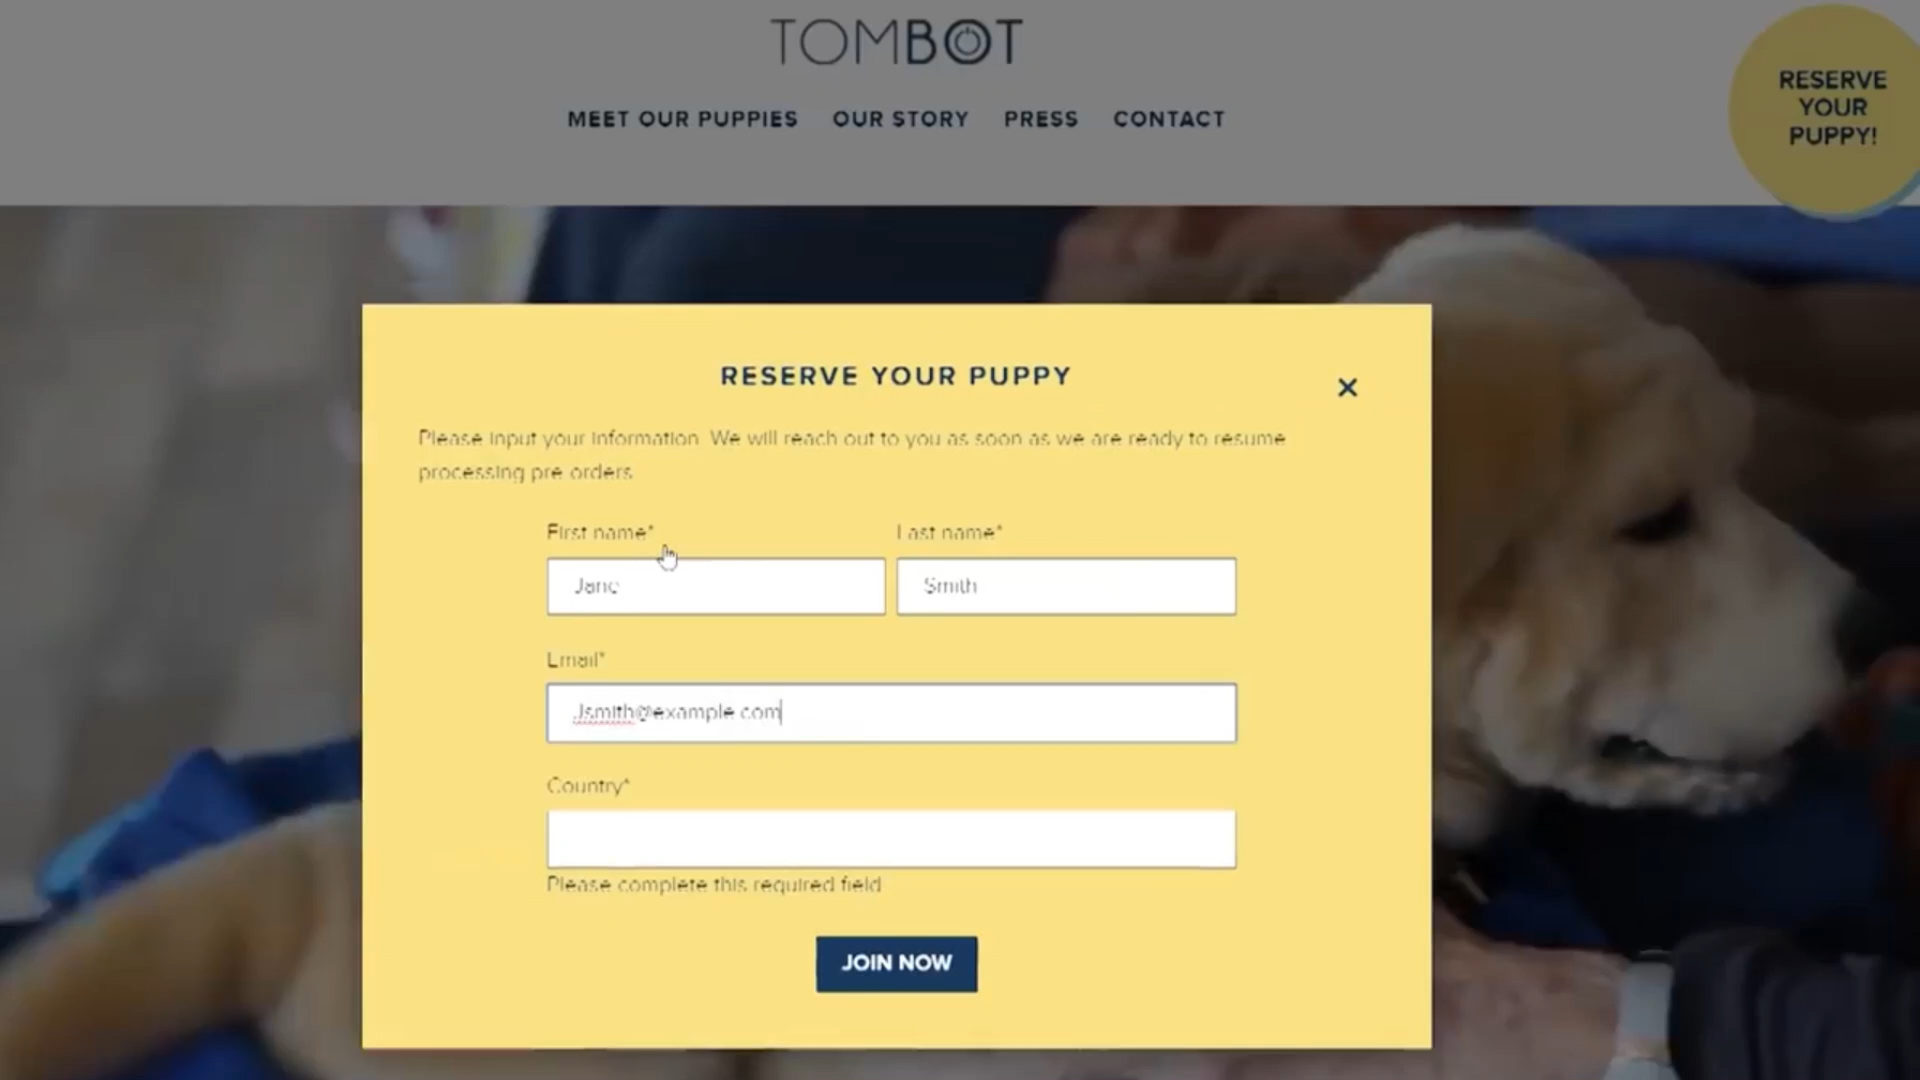 TOMBOT
MEET OUR PUPPIES OUR STORY PRESS CONTACT
RESERVE
YOUR
PUPPY!
RESERVE YOUR PUPPY
Please input your information. We will reach out to you as soon as we are ready to resume
processing pre-orders.
First name* Last name*
Jane Smith
Email*
Jsmith@example.com
Country*
Please complete this required field
JOIN NOW